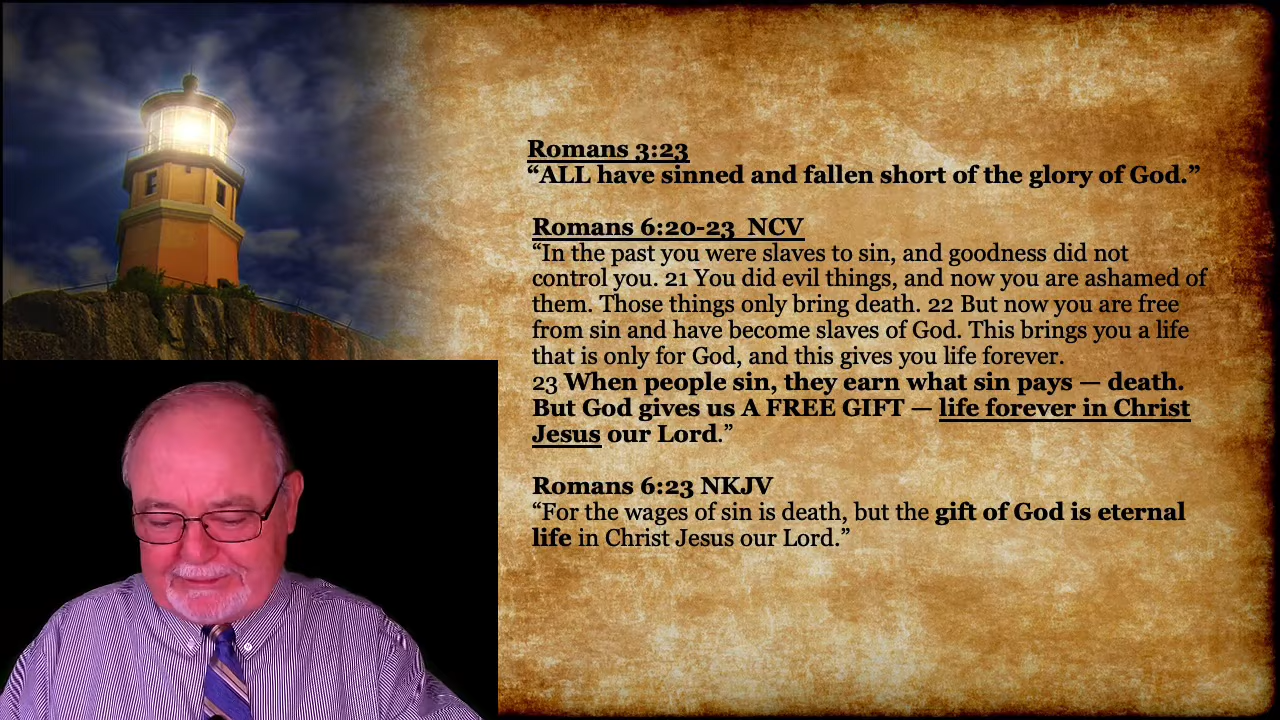 Romans 3:23
“ALL have sinned and fallen short of the glory of God.”
Romans 6:20-23  NCV
“In the past you were slaves to sin, and goodness did not
control you. 21 You did evil things, and now you are ashamed of
them. Those things only bring death. 22 But now you are free
from sin and have become slaves of God. This brings you a life
that is only for God, and this gives you life forever.
23 When people sin, they earn what sin pays — death.
But God gives us A FREE GIFT — life forever in Christ
Jesus our Lord.”
Romans 6:23 NKJV
“For the wages of sin is death, but the gift of God is eternal
life in Christ Jesus our Lord.”